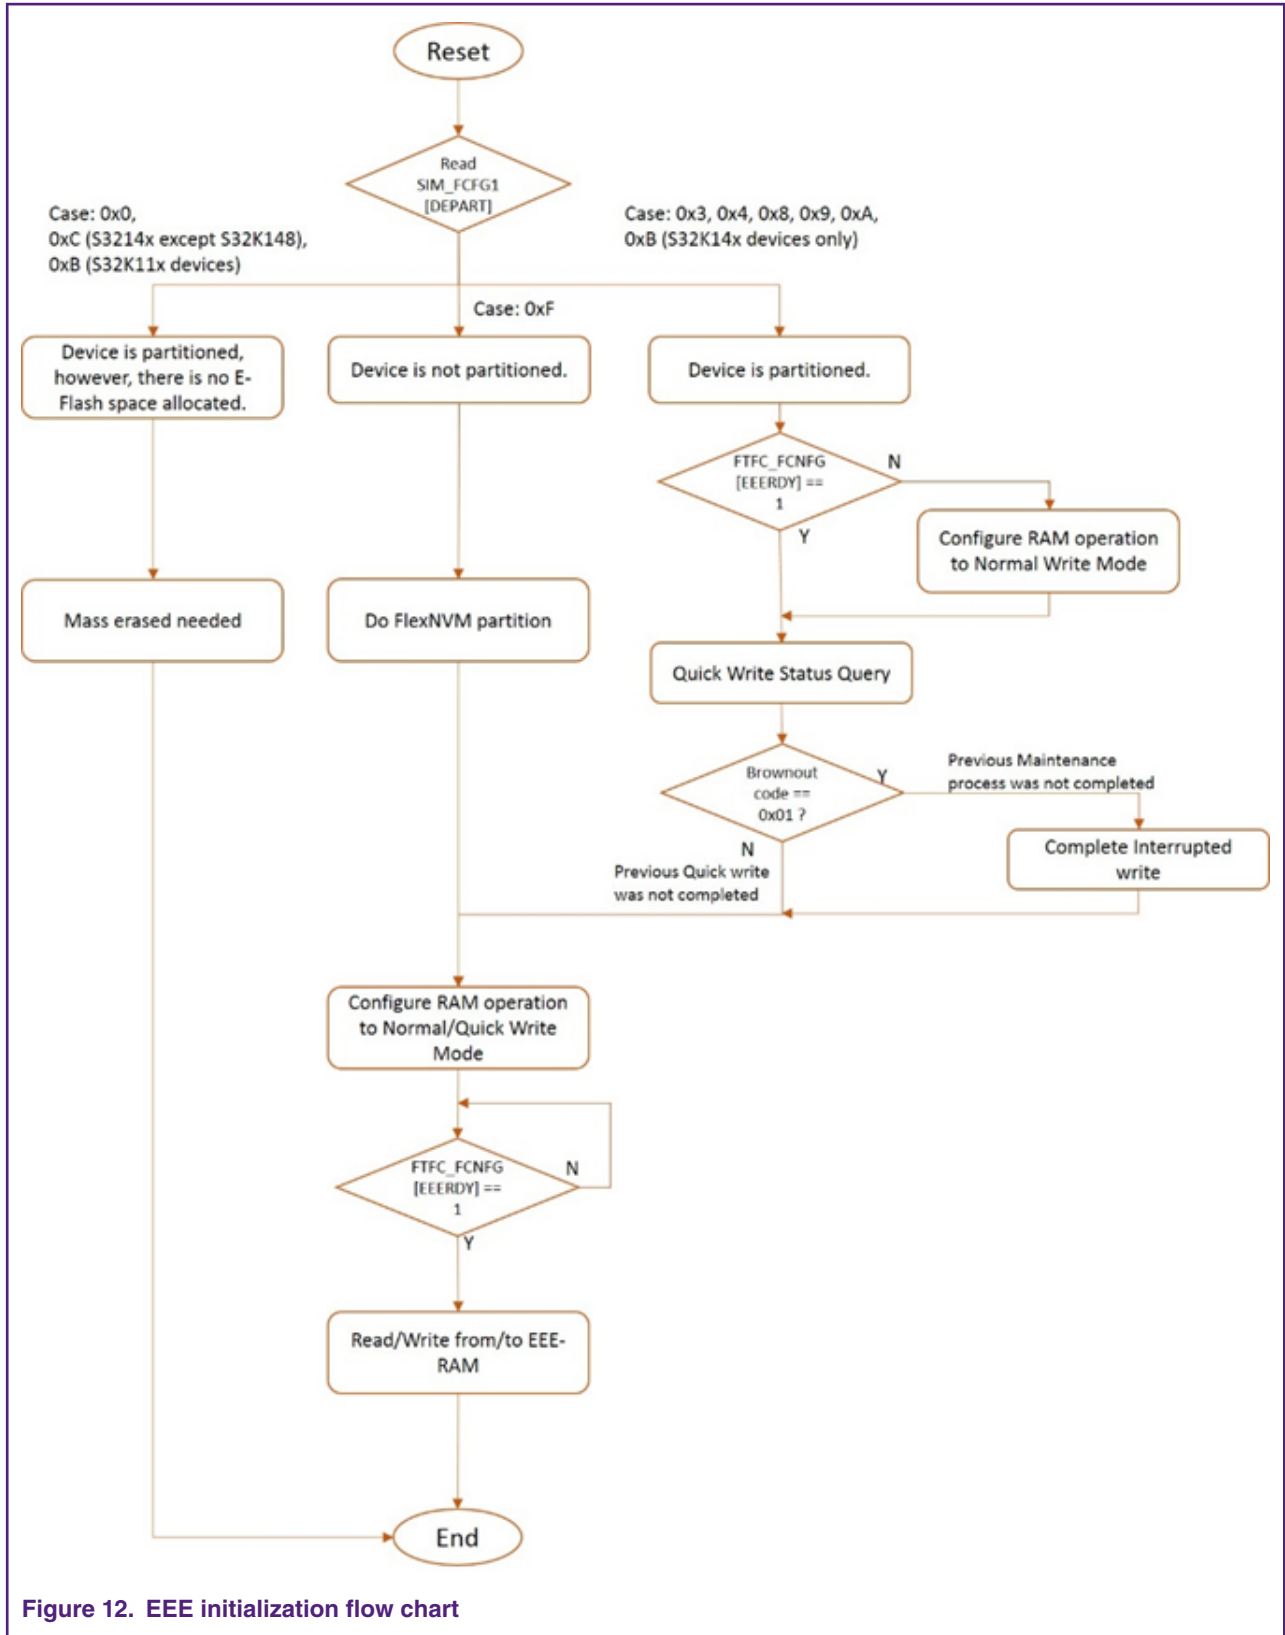 Reset
Read
SIM_FCFG1
[DEPART]
Case: 0x0,
0xC (S3214x except S32K148),
0xB (S32K11x devices)
Case: 0x3, 0x4, 0x8, 0x9, 0xA,
0xB (S32K14x devices only)
Case: 0xF
Device is partitioned,
however, there is no E-
Flash space allocated.
Device is not partitioned.
Device is partitioned.
FTFC_FCNFG
[EEERDY] ==
1
N
Y
Configure RAM operation
to Normal Write Mode
Mass erased needed
Do FlexNVM partition
Quick Write Status Query
Brownout
code ==
0x01 ?
Y
Previous Maintenance
process was not completed
N
Previous Quick write
was not completed
Complete Interrupted
write
Configure RAM operation
to Normal/Quick Write
Mode
FTFC_FCNFG
[EEERDY] ==
1
N
Y
Read/Write from/to EEE-
RAM
End
Figure 12. EEE initialization flow chart